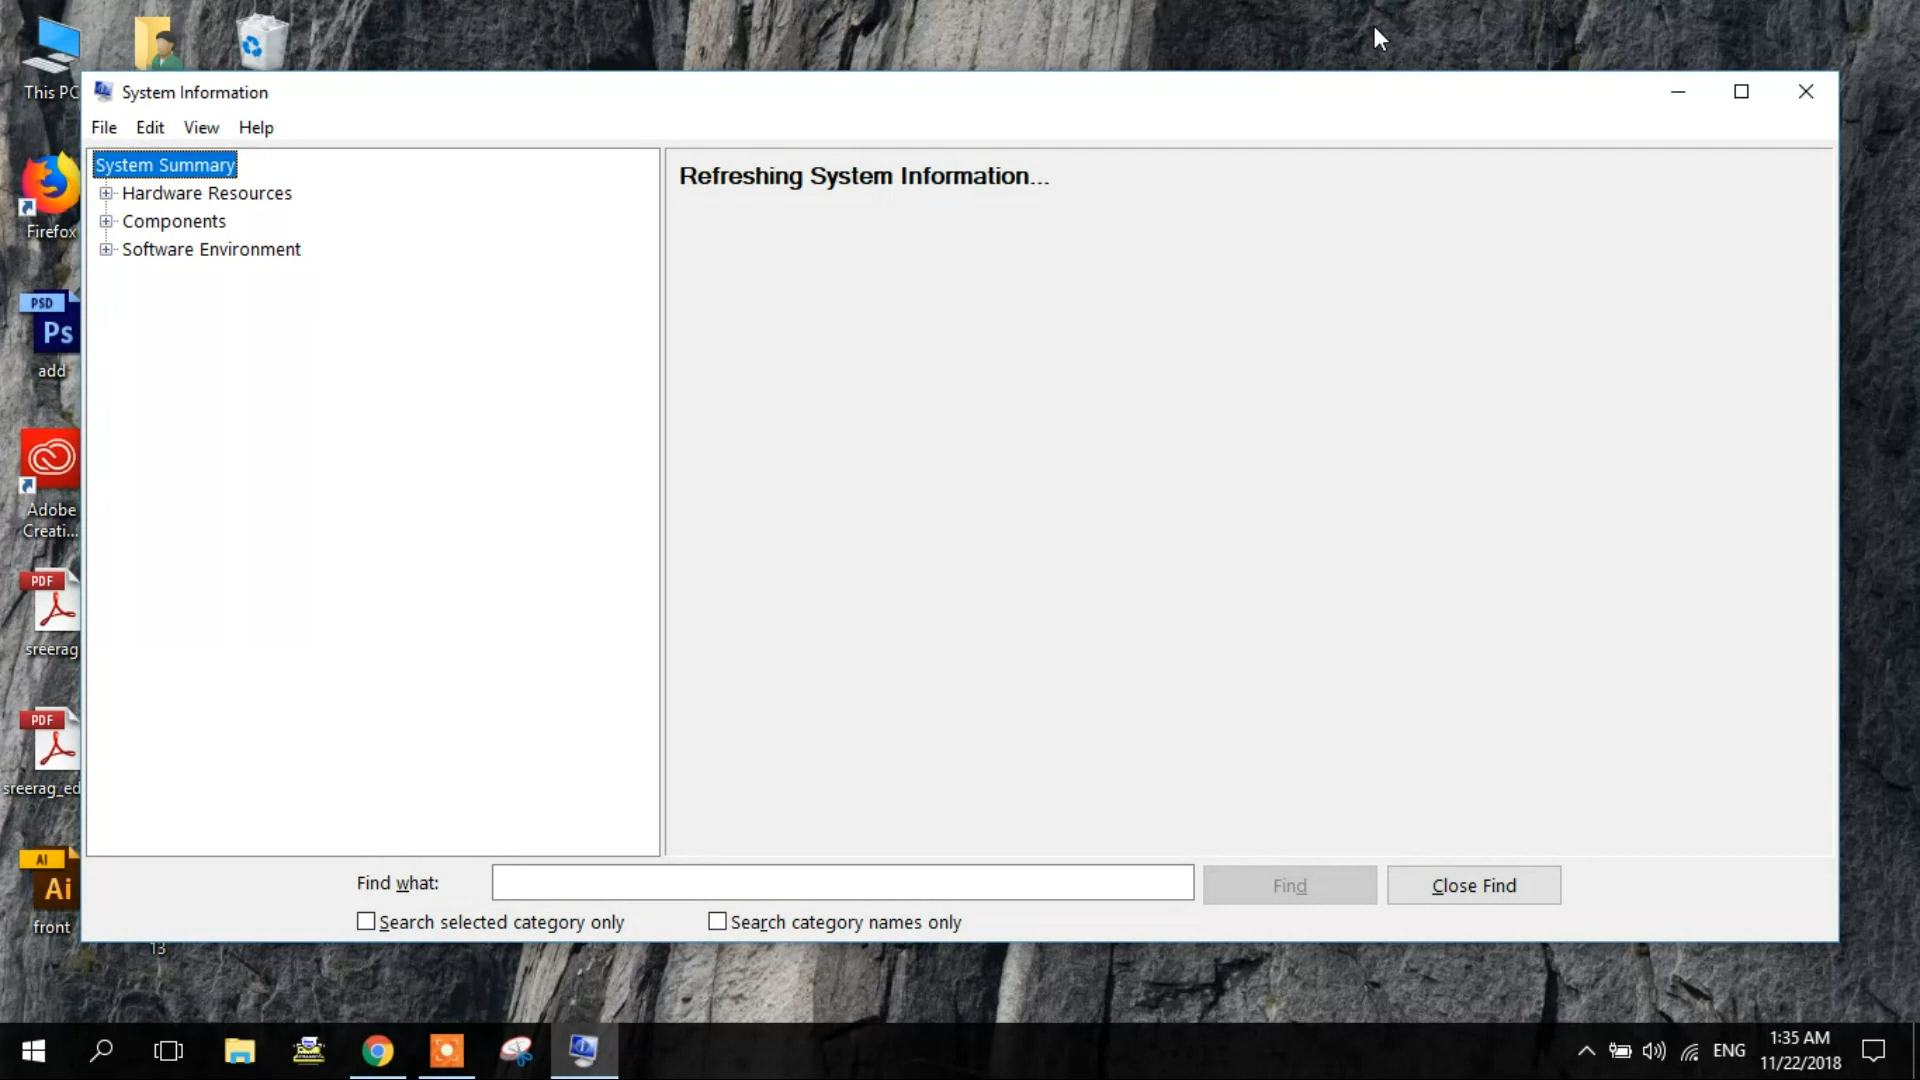 This PC
System Information
File Edit View Help
System Summary
Hardware Resources
Components
Software Environment
Refreshing System Information...
Firefox
PSD
Ps
add
Adobe
Creati...
PDF
sreerag
PDF
sreerag_ed
AI
Ai
front
13
Find what:
Find
Close Find
Search selected category only
Search category names only
ENG
1:35 AM
11/22/2018